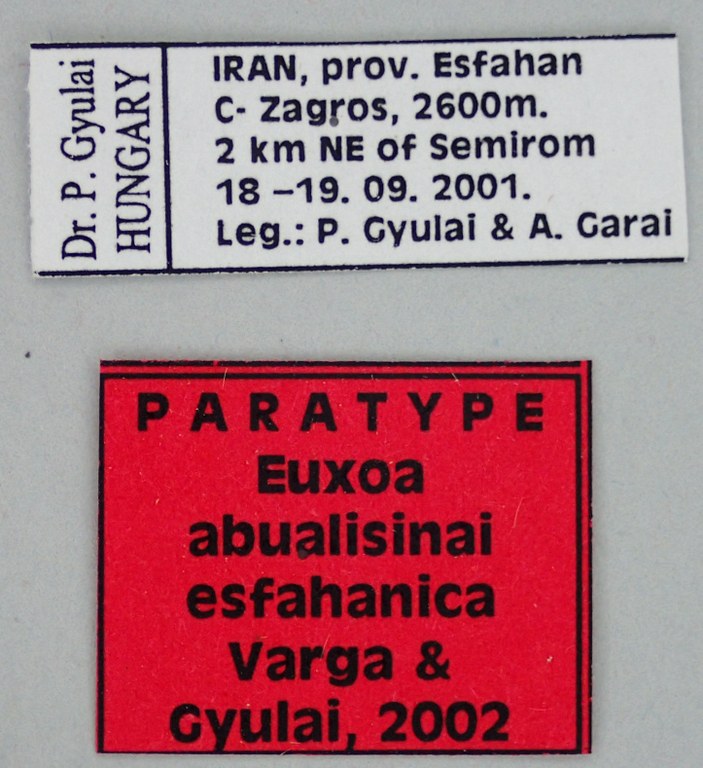 Dr. P. Gyulai
HUNGARY
IRAN, prov. Esfahan
C- Zagros, 2600m.
2 km NE of Semirom
18 –19. 09. 2001.
Leg.: P. Gyulai & A. Garai
PARATYPE
Euxoa
abualisinai
esfahanica
Varga &
Gyulai, 2002